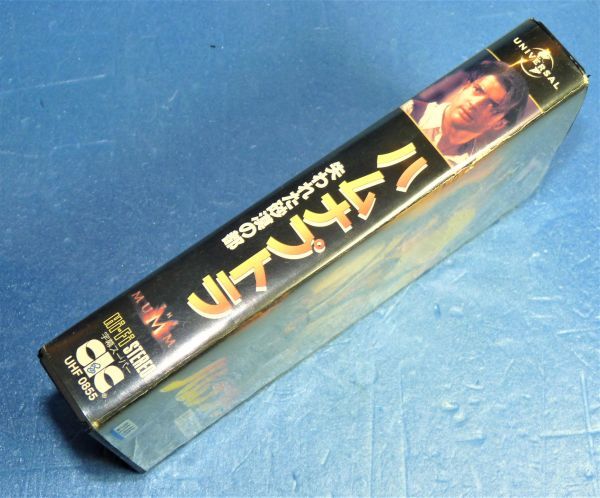 UNIVERSAL
ハムナプトラ
失われた砂漠の都
THE
MUMMY
Hi-Fi STEREO
字幕スーパー
CIC
UHF 0855